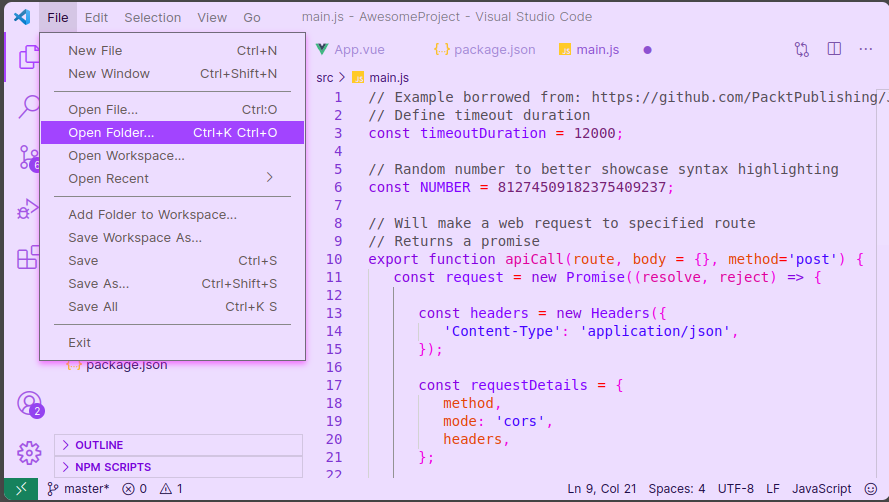 File Edit Selection View Go main.js - AwesomeProject - Visual Studio Code
New File Ctrl+N
New Window Ctrl+Shift+N
Open File... Ctrl:O
Open Folder... Ctrl+K Ctrl+O
Open Workspace...
Open Recent
Add Folder to Workspace...
Save Workspace As...
Save Ctrl+S
Save As... Ctrl+Shift+S
Save All Ctrl+K S
Exit
package.json
6
2
OUTLINE
NPM SCRIPTS
App.vue {} package.json JS main.js
src > JS main.js
1 // Example borrowed from: https://github.com/PacktPublishing/
2 // Define timeout duration
3 const timeoutDuration = 12000;
4
5 // Random number to better showcase syntax highlighting
6 const NUMBER = 81274509182375409237;
7
8 // Will make a web request to specified route
9 // Returns a promise
10 export function apiCall(route, body = {}, method='post') {
11 const request = new Promise((resolve, reject) => {
12
13 const headers = new Headers({
14 'Content-Type': 'application/json',
15 });
16
17 const requestDetails = {
18 method,
19 mode: 'cors',
20 headers,
21 };
22
master* 0 1 Ln 9, Col 21 Spaces: 4 UTF-8 LF JavaScript